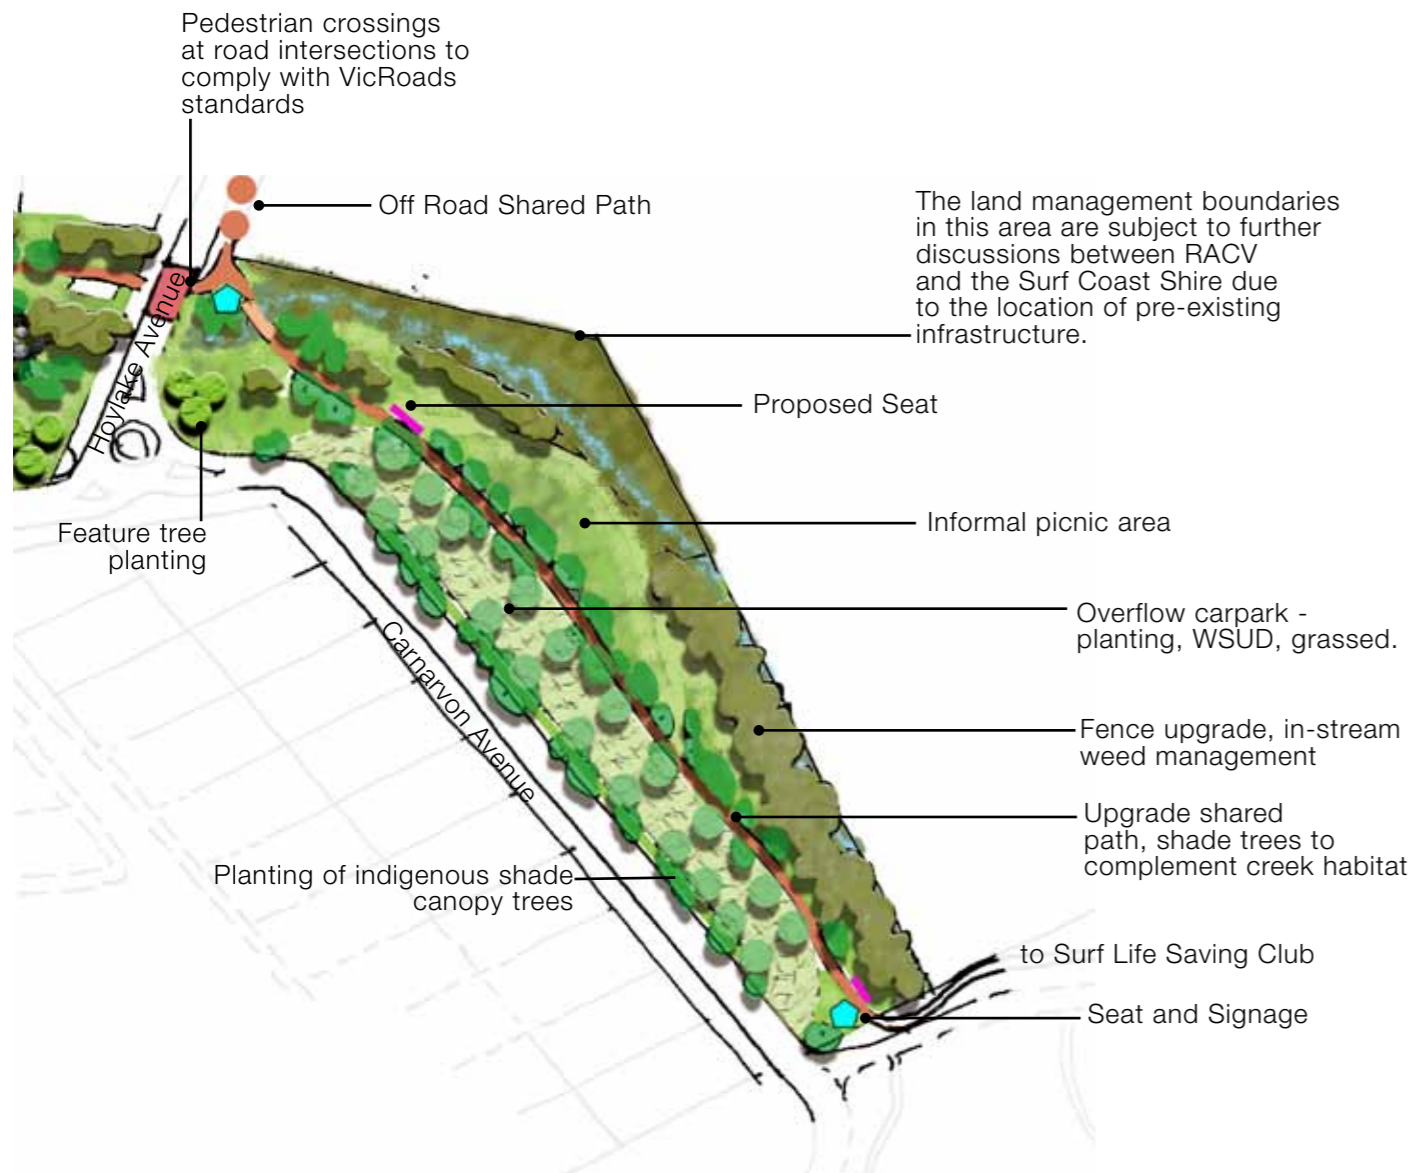 Pedestrian crossings
at road intersections to
comply with VicRoads
standards
Off Road Shared Path
The land management boundaries
in this area are subject to further
discussions between RACV
and the Surf Coast Shire due
to the location of pre-existing
infrastructure.
Hoylake Avenue
Proposed Seat
Feature tree
planting
Informal picnic area
Overflow carpark -
planting, WSUD, grassed.
Carnarvon Avenue
Fence upgrade, in-stream
weed management
Upgrade shared
path, shade trees to
complement creek habitat
Planting of indigenous shade
canopy trees
to Surf Life Saving Club
Seat and Signage